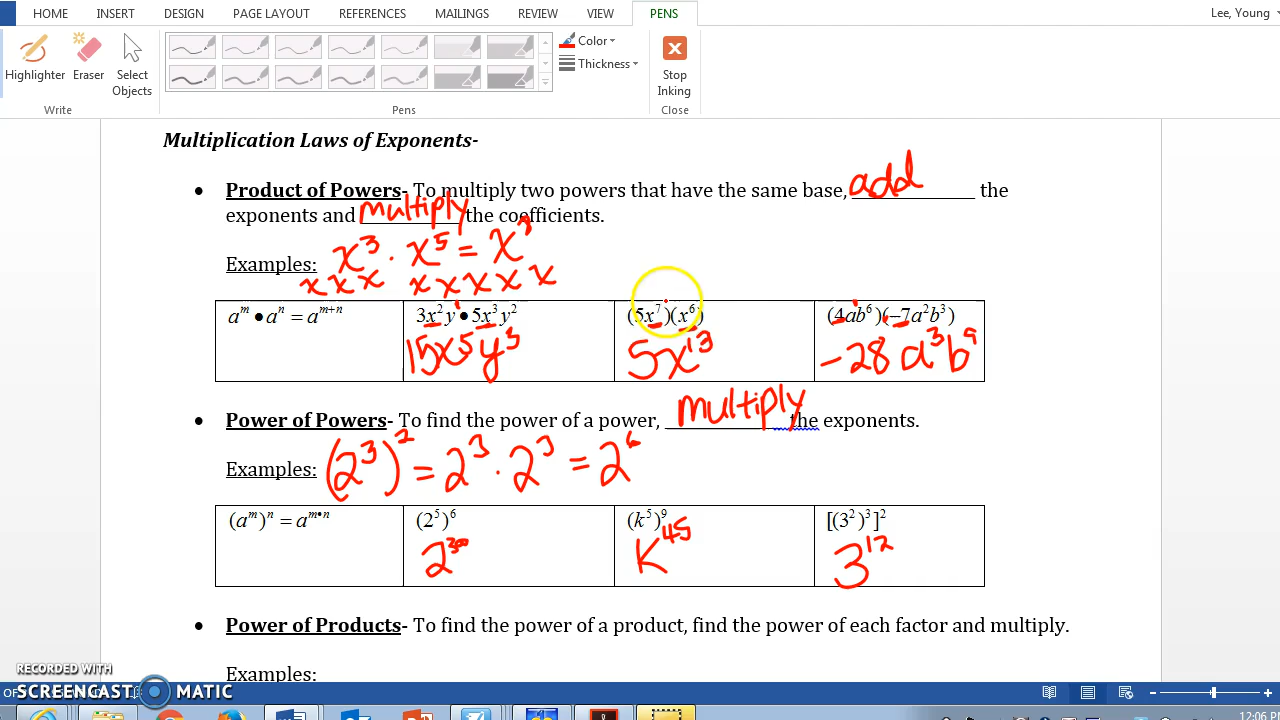 HOME INSERT DESIGN PAGE LAYOUT REFERENCES MAILINGS REVIEW VIEW PENS Lee, Young
Highlighter Eraser Select Objects Color Thickness Stop Inking
Write Pens Close
Multiplication Laws of Exponents-
• Product of Powers- To multiply two powers that have the same base, add the
exponents and multiply the coefficients.
Examples: x³ · x⁵ = x⁸
x x x x x x x x
aᵐ • aⁿ = aᵐ⁺ⁿ 3x²y • 5x³y² (5x⁷)(x⁶) (4ab⁶)(−7a²b³)
15x⁵y³ 5x¹³ −28a³b⁹
• Power of Powers- To find the power of a power, multiply the exponents.
Examples: (2³)² = 2³ · 2³ = 2⁶
(aᵐ)ⁿ = aᵐ•ⁿ (2⁵)⁶ (k⁵)⁹ [(3²)³]²
K⁴⁵ 3¹²
• Power of Products- To find the power of a product, find the power of each factor and multiply.
Examples:
RECORDED WITH
SCREENCAST MATIC
12:06 PM